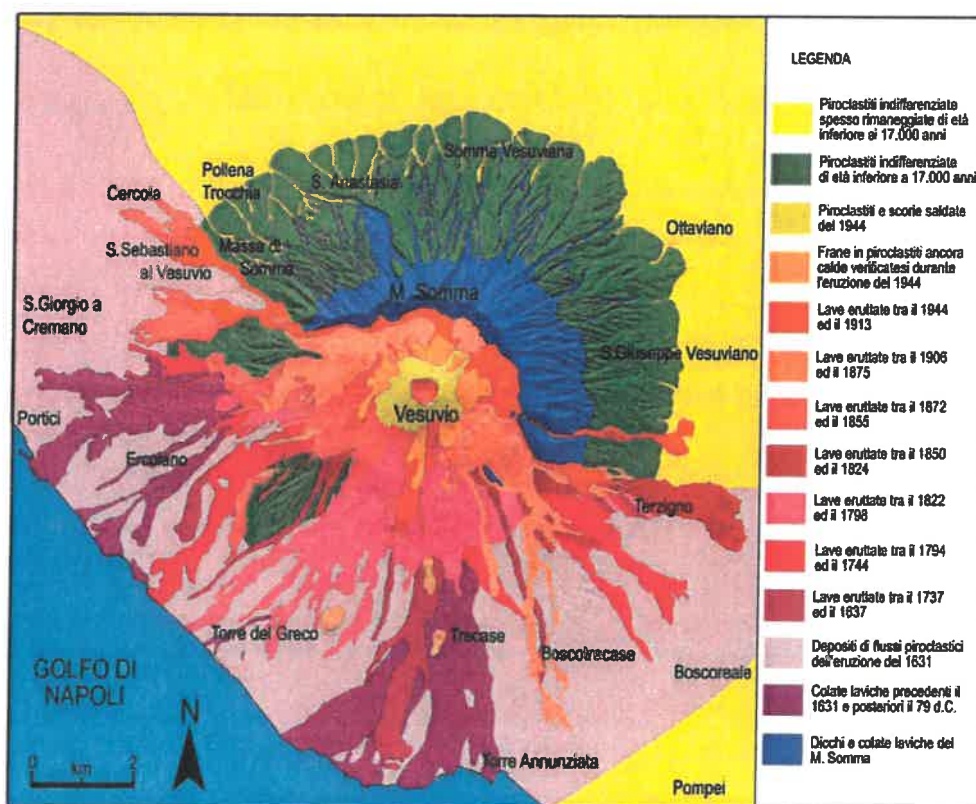 LEGENDA
Piroclastiti indifferenziate
spesso rimaneggiate di età
inferiore ai 17.000 anni
Piroclastiti indifferenziate
di età inferiore a 17.000 anni
Piroclastiti e scorie saldate
del 1944
Frane in piroclastiti ancora
calde verificatesi durante
l'eruzione del 1944
Lave eruttate tra il 1944
ed il 1913
Lave eruttate tra il 1906
ed il 1875
Lave eruttate tra il 1872
ed il 1855
Lave eruttate tra il 1850
ed il 1824
Lave eruttate tra il 1822
ed il 1798
Lave eruttate tra il 1794
ed il 1744
Lave eruttate tra il 1737
ed il 1637
Depositi di flussi piroclastici
dell'eruzione del 1631
Colate laviche precedenti il
1631 e posteriori il 79 d.C.
Dicchi e colate laviche del
M. Somma
Somma Vesuviana
Pollena
Trocchia
S. Anastasia
Cercola
Ottaviano
Massa di
Somma
S. Sebastiano
al Vesuvio
M. Somma
S.Giorgio a
Cremano
S.Giuseppe Vesuviano
Vesuvio
Portici
Ercolano
Terzigno
Torre del Greco
Trecase
Boscotrecase
Boscoreale
GOLFO DI
NAPOLI
N
0 km 2
Torre Annunziata
Pompei